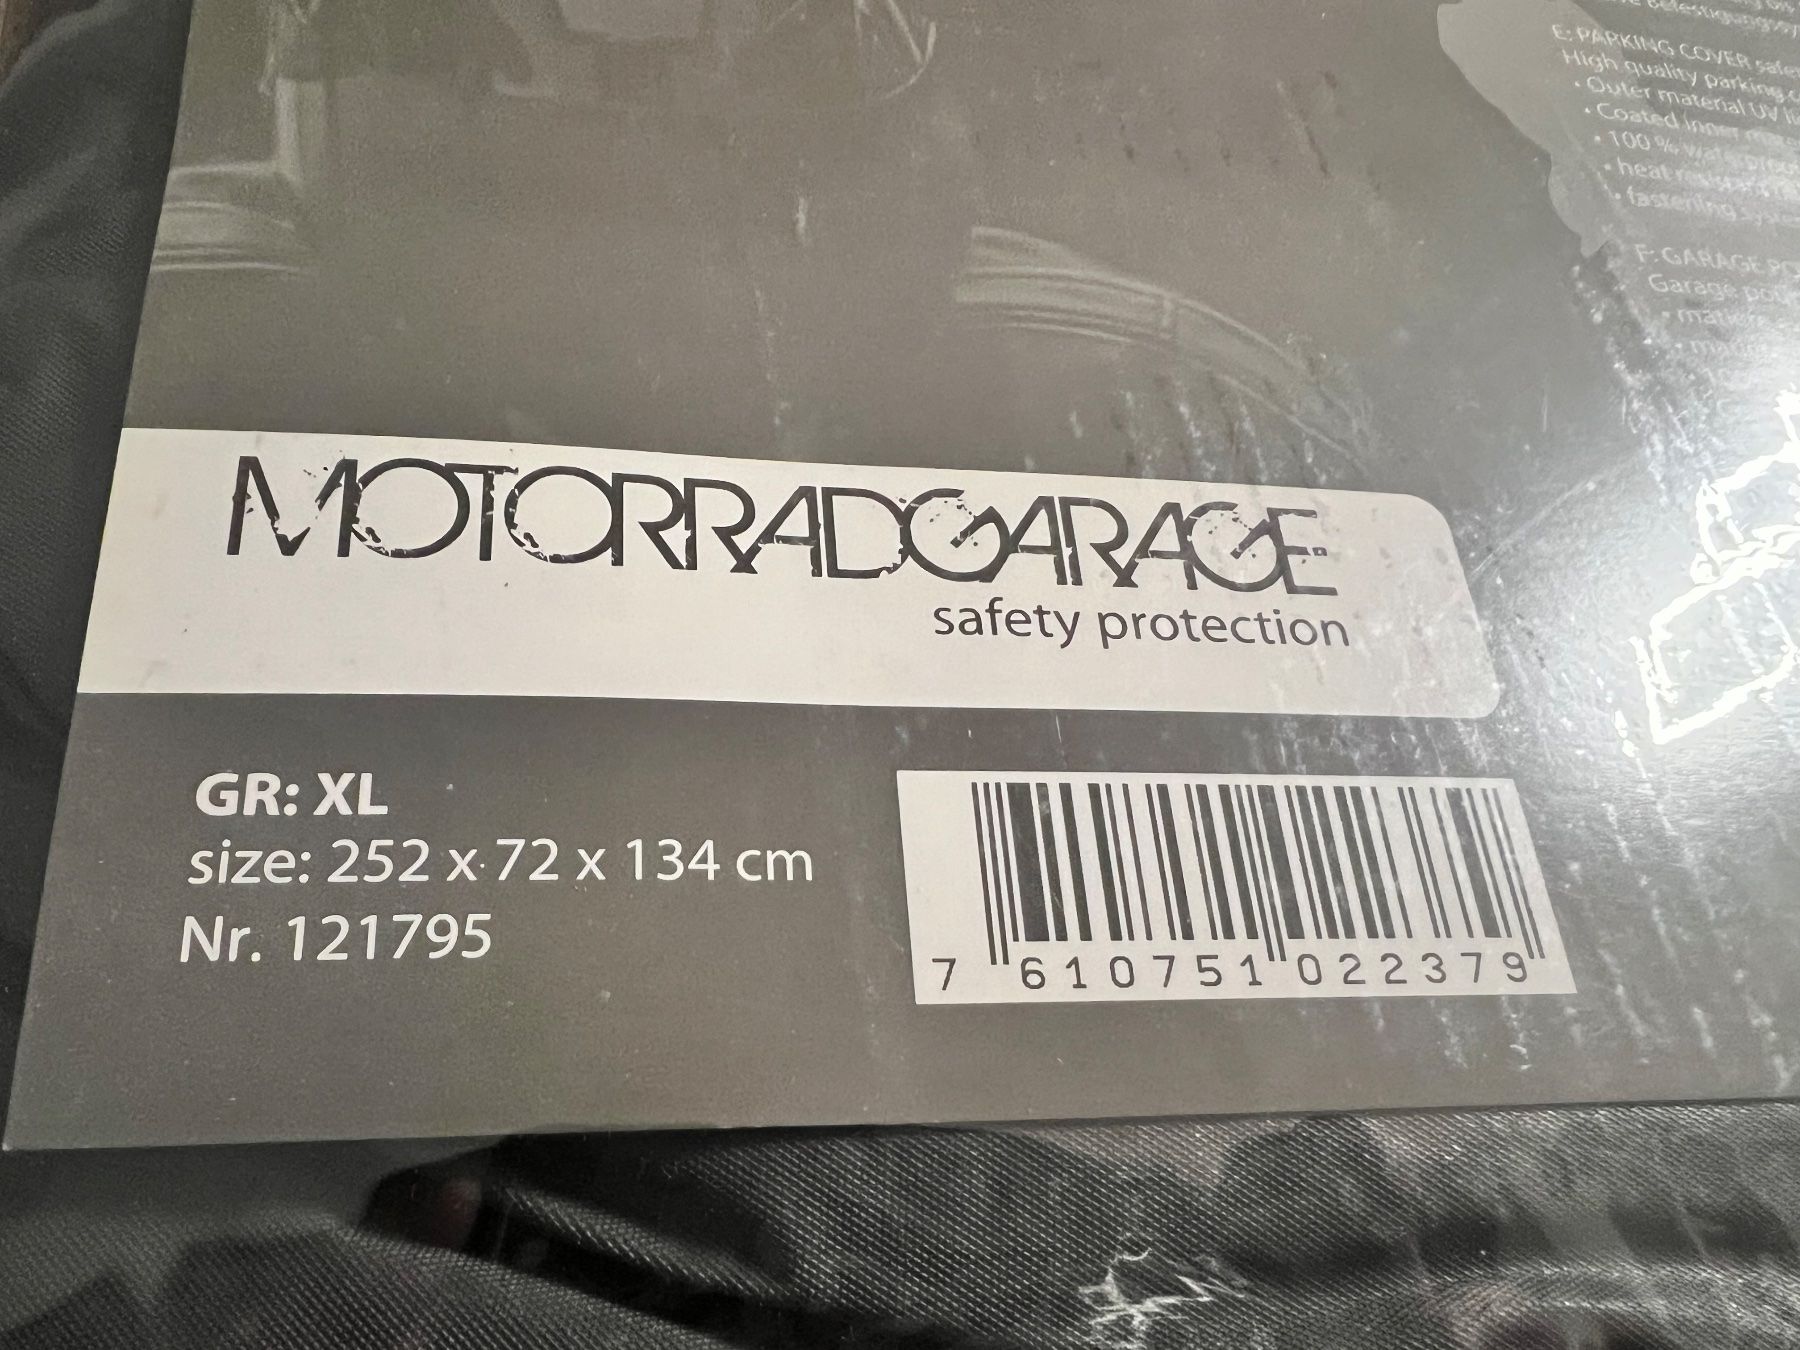 E: PARKING COVER
High quality parking
• Outer material UV
• Coated inner
• 100 %
• heat
• fastening
F: GARAGE
Garage
MOTORRADGARAGE
safety protection
GR: XL
size: 252 x 72 x 134 cm
Nr. 121795
7 610751 022379